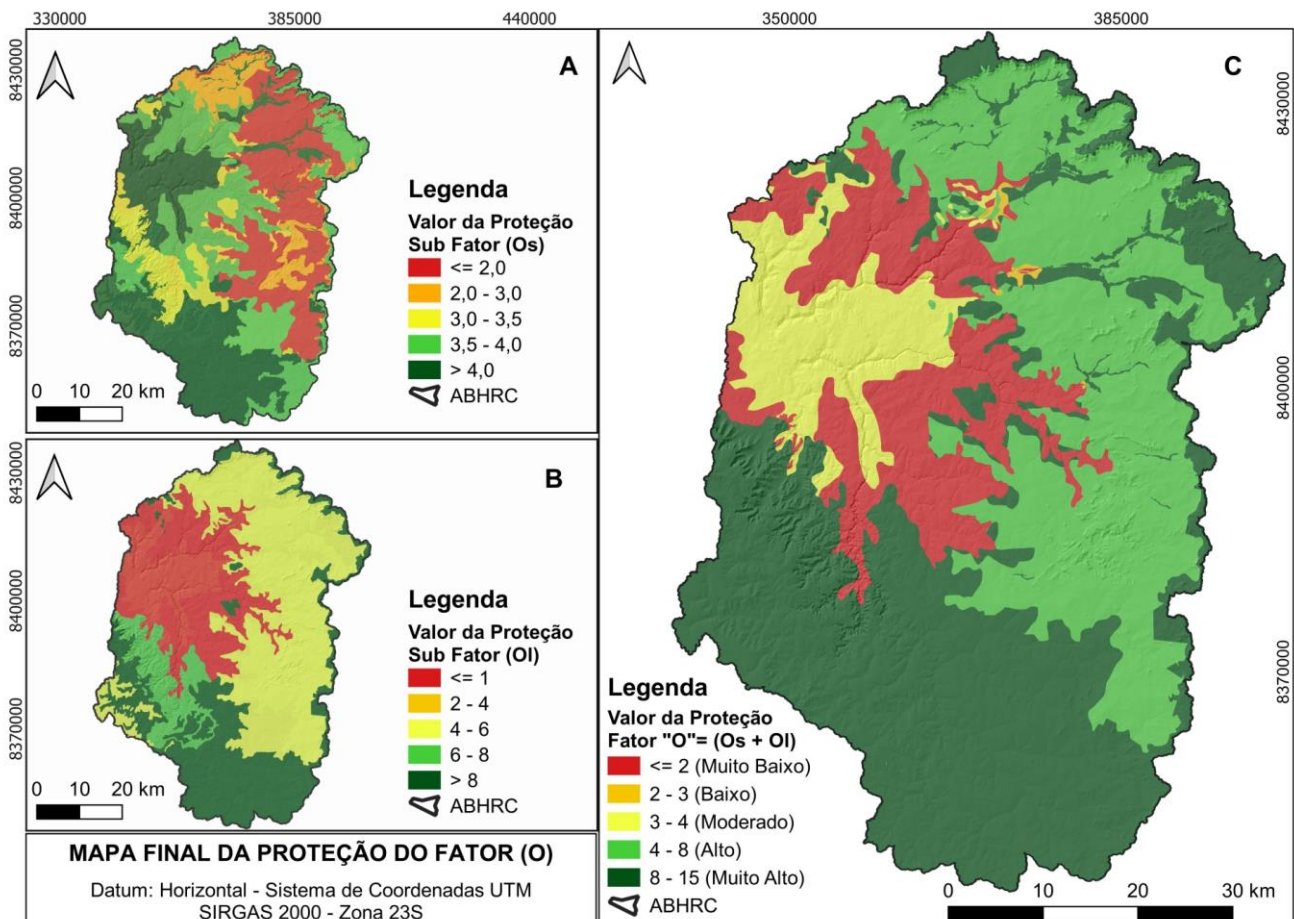 330000 385000 440000
350000 385000
A
8430000
8400000
8370000
Legenda
Valor da Proteção
Sub Fator (Os)
<= 2,0
2,0 - 3,0
3,0 - 3,5
3,5 - 4,0
> 4,0
ABHRC
0 10 20 km
B
8430000
8400000
8370000
Legenda
Valor da Proteção
Sub Fator (Ol)
<= 1
2 - 4
4 - 6
6 - 8
> 8
ABHRC
0 10 20 km
MAPA FINAL DA PROTEÇÃO DO FATOR (O)
Datum: Horizontal - Sistema de Coordenadas UTM
SIRGAS 2000 - Zona 23S
C
8430000
8400000
8370000
Legenda
Valor da Proteção
Fator "O"= (Os + Ol)
<= 2 (Muito Baixo)
2 - 3 (Baixo)
3 - 4 (Moderado)
4 - 8 (Alto)
8 - 15 (Muito Alto)
ABHRC
0 10 20 30 km